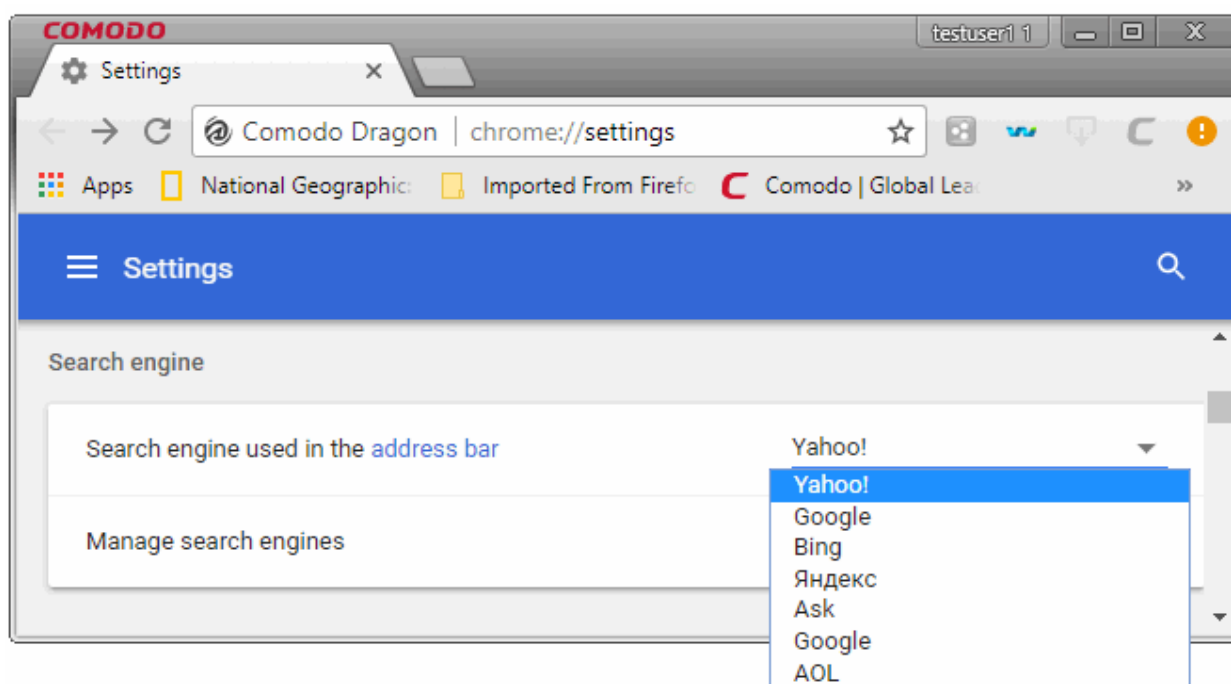 COMODO
testuser1 1
Settings
Comodo Dragon | chrome://settings
Apps National Geographic: Imported From Firefo Comodo | Global Lea
Settings
Search engine
Search engine used in the address bar Yahoo!
Yahoo!
Google
Bing
Manage search engines
Яндекс
Ask
Google
AOL